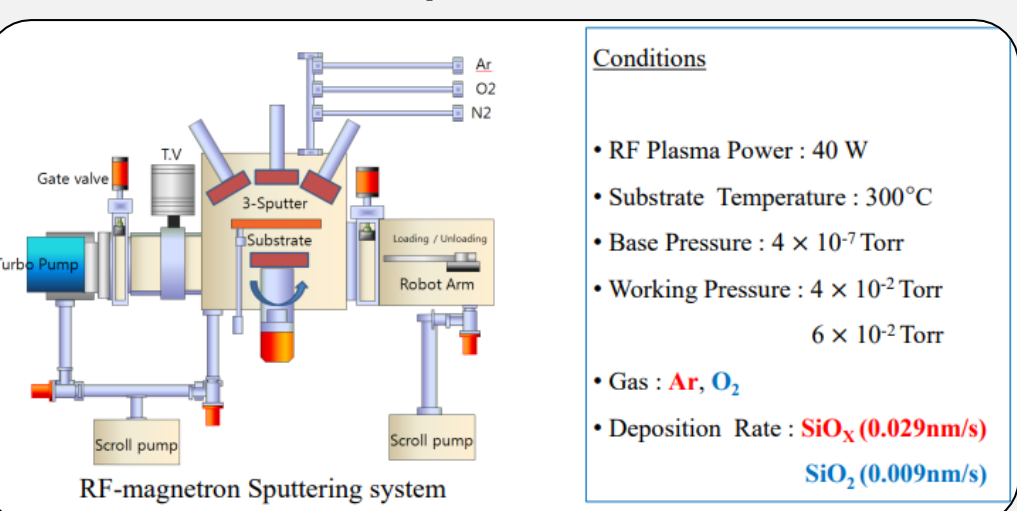 Ar
O2
N2
T.V
Gate valve
3-Sputter
Substrate
Loading / Unloading
Turbo Pump
Robot Arm
Scroll pump
Scroll pump
RF-magnetron Sputtering system
Conditions
• RF Plasma Power : 40 W
• Substrate Temperature : 300°C
• Base Pressure : 4 × 10⁻⁷ Torr
• Working Pressure : 4 × 10⁻² Torr
6 × 10⁻² Torr
• Gas : Ar, O₂
• Deposition Rate : SiOₓ (0.029nm/s)
SiO₂ (0.009nm/s)